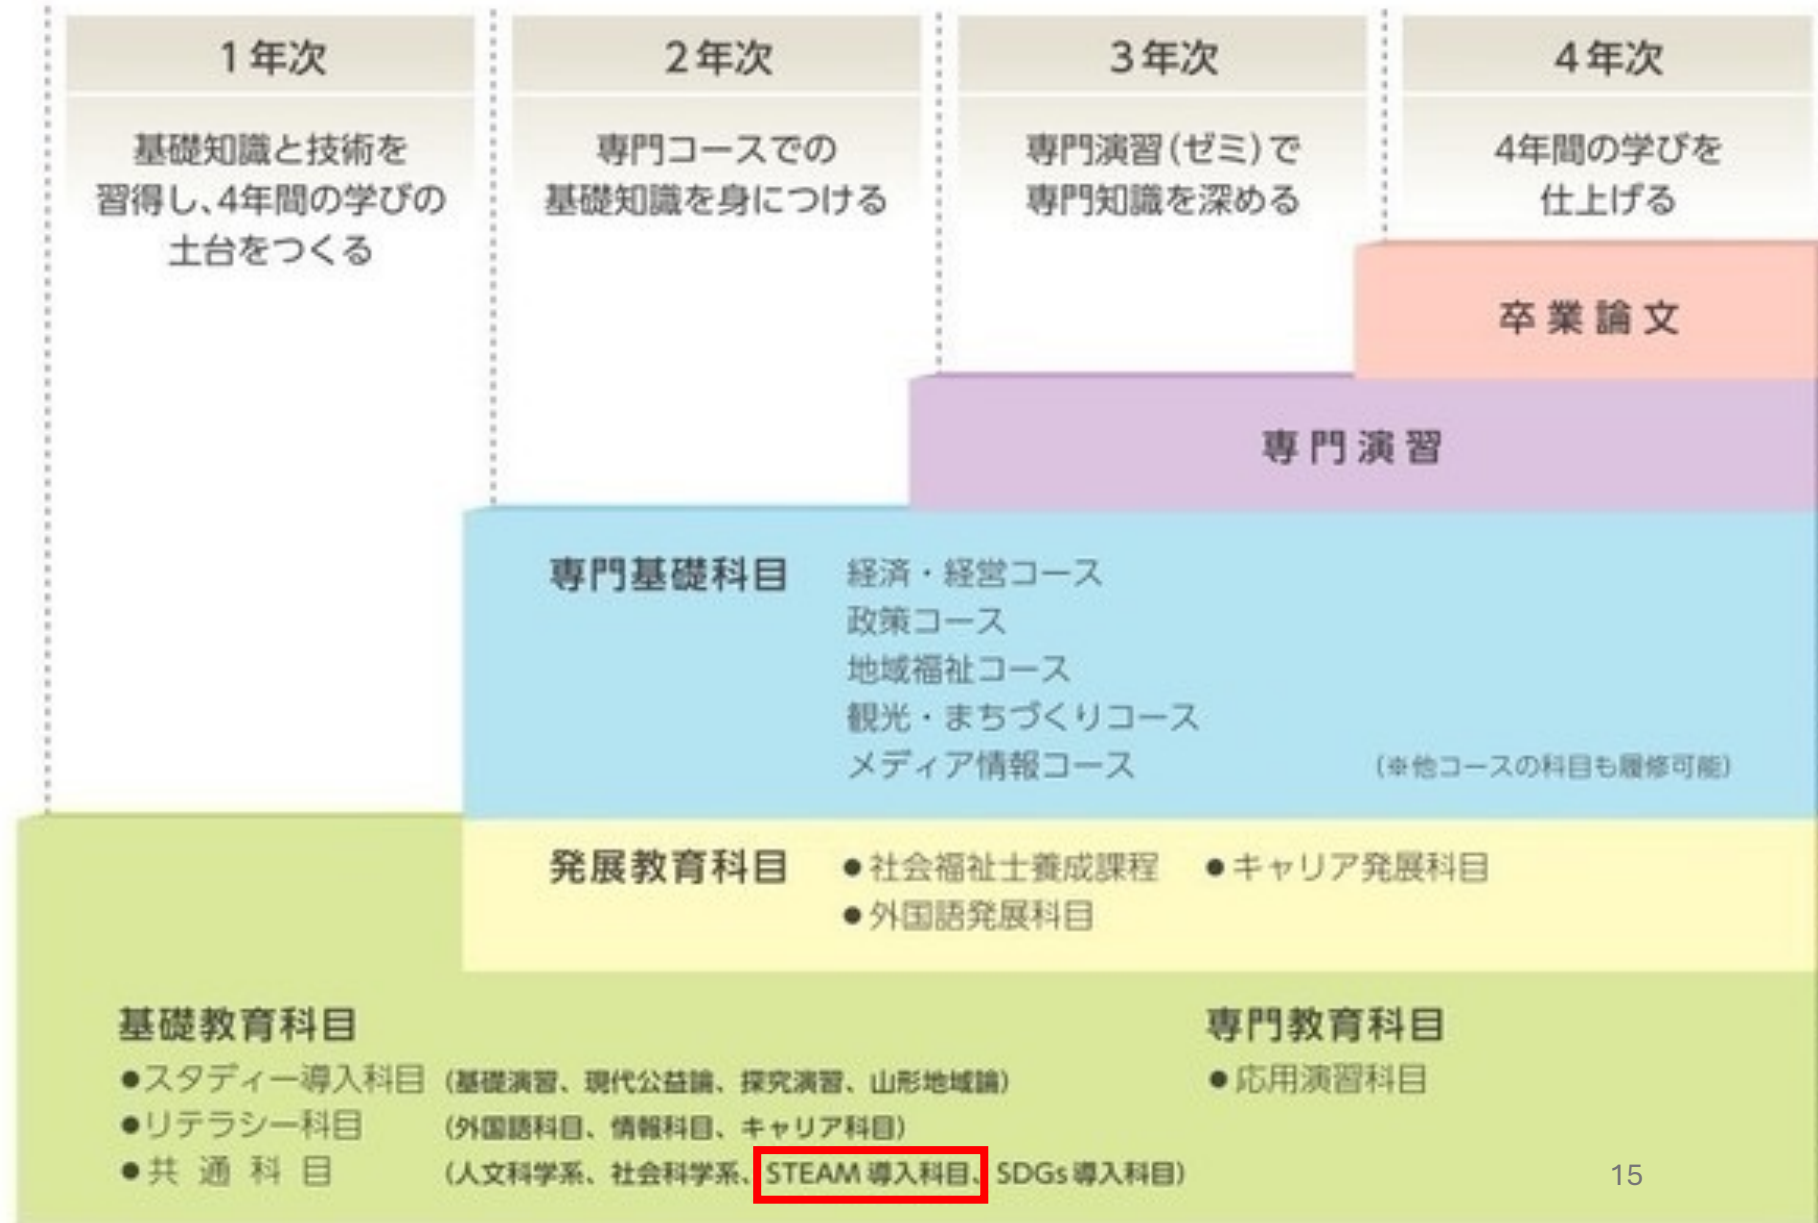 1年次
基礎知識と技術を
習得し、4年間の学びの
土台をつくる
2年次
専門コースでの
基礎知識を身につける
3年次
専門演習(ゼミ)で
専門知識を深める
4年次
4年間の学びを
仕上げる
卒業論文
専門演習
専門基礎科目
経済・経営コース
政策コース
地域福祉コース
観光・まちづくりコース
メディア情報コース
(※他コースの科目も履修可能)
発展教育科目
●社会福祉士養成課程 ●キャリア発展科目
●外国語発展科目
基礎教育科目
●スタディー導入科目 (基礎演習、現代公益論、探究演習、山形地域論)
●リテラシー科目 (外国語科目、情報科目、キャリア科目)
●共通科目 (人文科学系、社会科学系、STEAM導入科目、SDGs導入科目)
専門教育科目
●応用演習科目
15